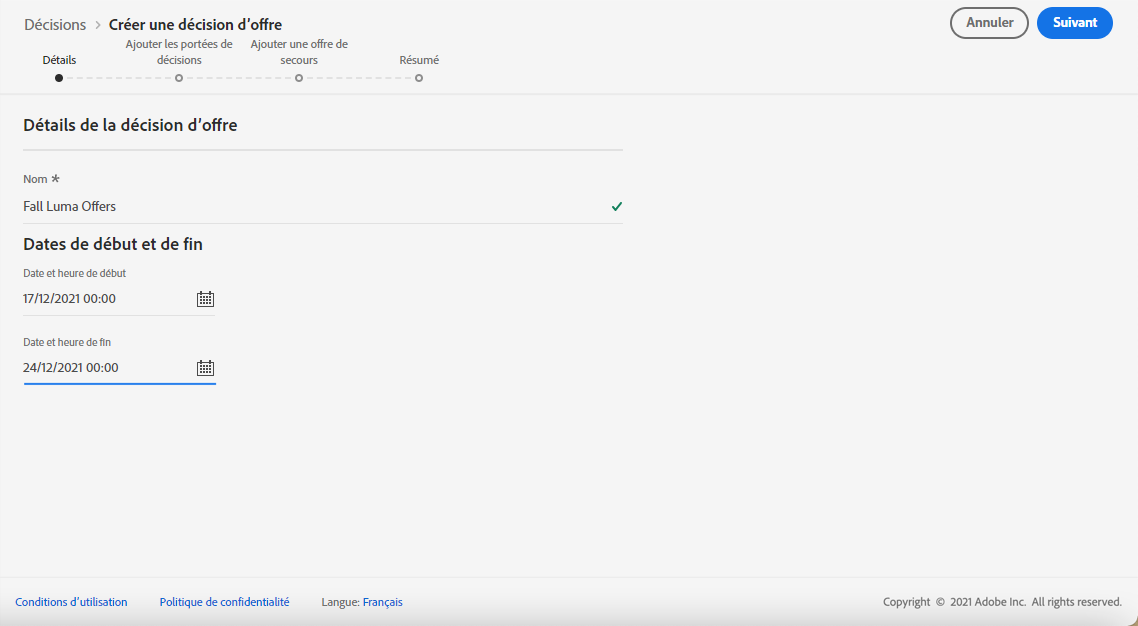 Décisions > Créer une décision d’offre
Annuler
Suivant
Détails
Ajouter les portées de
décisions
Ajouter une offre de
secours
Résumé
Détails de la décision d’offre
Nom *
Fall Luma Offers
Dates de début et de fin
Date et heure de début
17/12/2021 00:00
Date et heure de fin
24/12/2021 00:00
Conditions d’utilisation
Politique de confidentialité
Langue: Français
Copyright © 2021 Adobe Inc. All rights reserved.